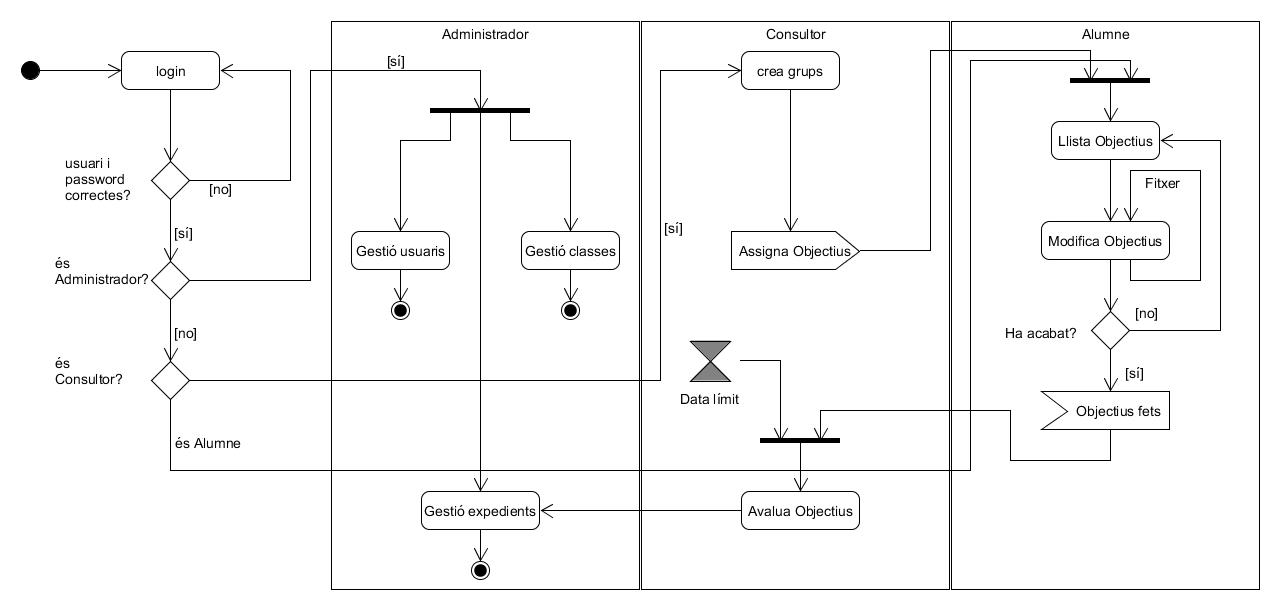 Administrador
Consultor
Alumne
login
[sí]
crea grups
usuari i
password
correctes?
[no]
Llista Objectius
Fitxer
[sí]
[sí]
Gestió usuaris
Gestió classes
Assigna Objectius
Modifica Objectius
és
Administrador?
[no]
[no]
Ha acabat?
és
Consultor?
[sí]
Data límit
Objectius fets
és Alumne
Gestió expedients
Avalua Objectius